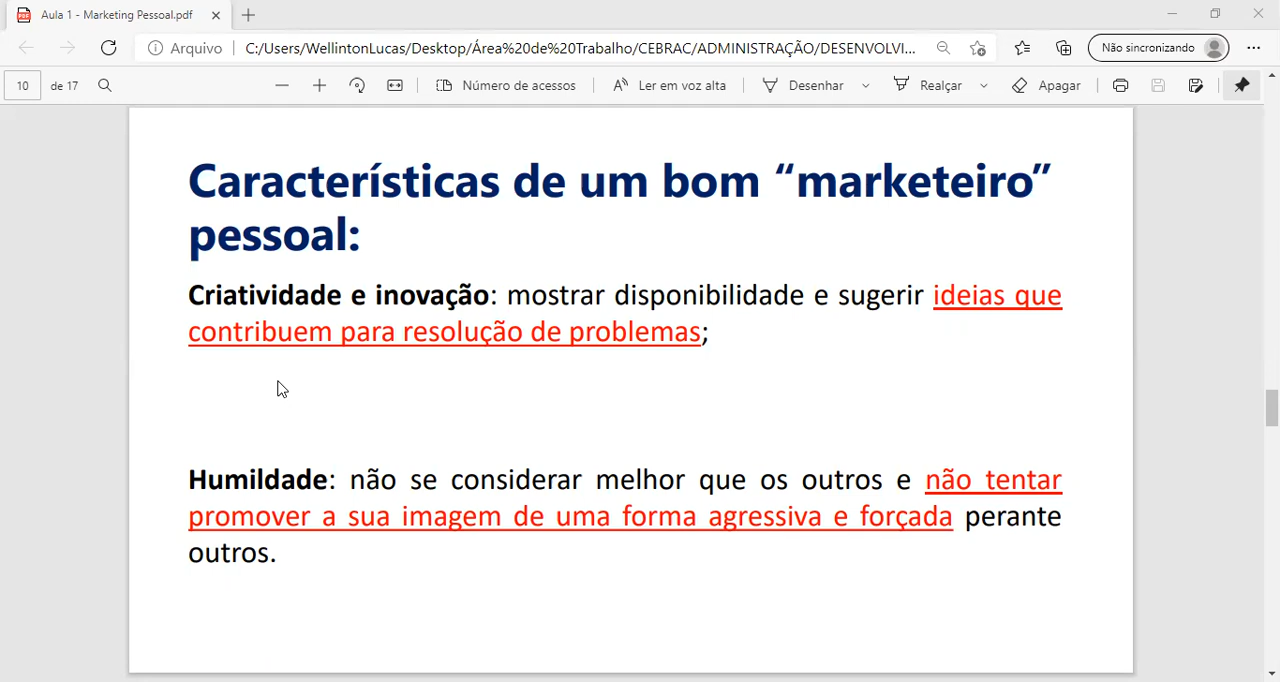 Aula 1 - Marketing Pessoal.pdf
Arquivo | C:/Users/WellintonLucas/Desktop/Área%20de%20Trabalho/CEBRAC/ADMINISTRAÇÃO/DESENVOLVI...
Não sincronizando
10 de 17
Número de acessos
Ler em voz alta
Desenhar
Realçar
Apagar
Características de um bom “marketeiro”
pessoal:
Criatividade e inovação: mostrar disponibilidade e sugerir ideias que
contribuem para resolução de problemas;
Humildade: não se considerar melhor que os outros e não tentar
promover a sua imagem de uma forma agressiva e forçada perante
outros.